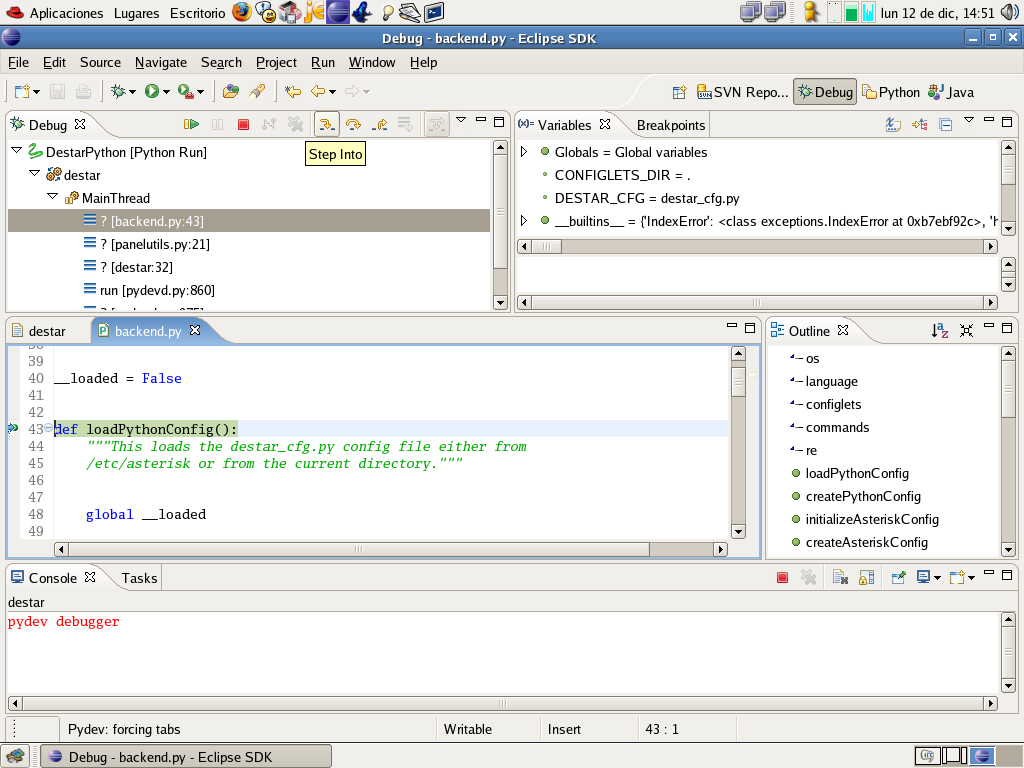 Aplicaciones Lugares Escritorio lun 12 de dic, 14:51
Debug - backend.py - Eclipse SDK
File Edit Source Navigate Search Project Run Window Help
SVN Repo... Debug Python Java
Debug
Step Into
DestarPython [Python Run]
destar
MainThread
? [backend.py:43]
? [panelutils.py:21]
? [destar:32]
run [pydevd.py:860]
Variables Breakpoints
Globals = Global variables
CONFIGLETS_DIR = .
DESTAR_CFG = destar_cfg.py
__builtins__ = {'IndexError': <class exceptions.IndexError at 0xb7ebf92c>, 'h
destar backend.py
38
39
40 __loaded = False
41
42
43 def loadPythonConfig():
44 """This loads the destar_cfg.py config file either from
45 /etc/asterisk or from the current directory."""
46
47
48 global __loaded
49
Outline
os
language
configlets
commands
re
loadPythonConfig
createPythonConfig
initializeAsteriskConfig
createAsteriskConfig
Console Tasks
destar
pydev debugger
Pydev: forcing tabs Writable Insert 43 : 1
Debug - backend.py - Eclipse SDK